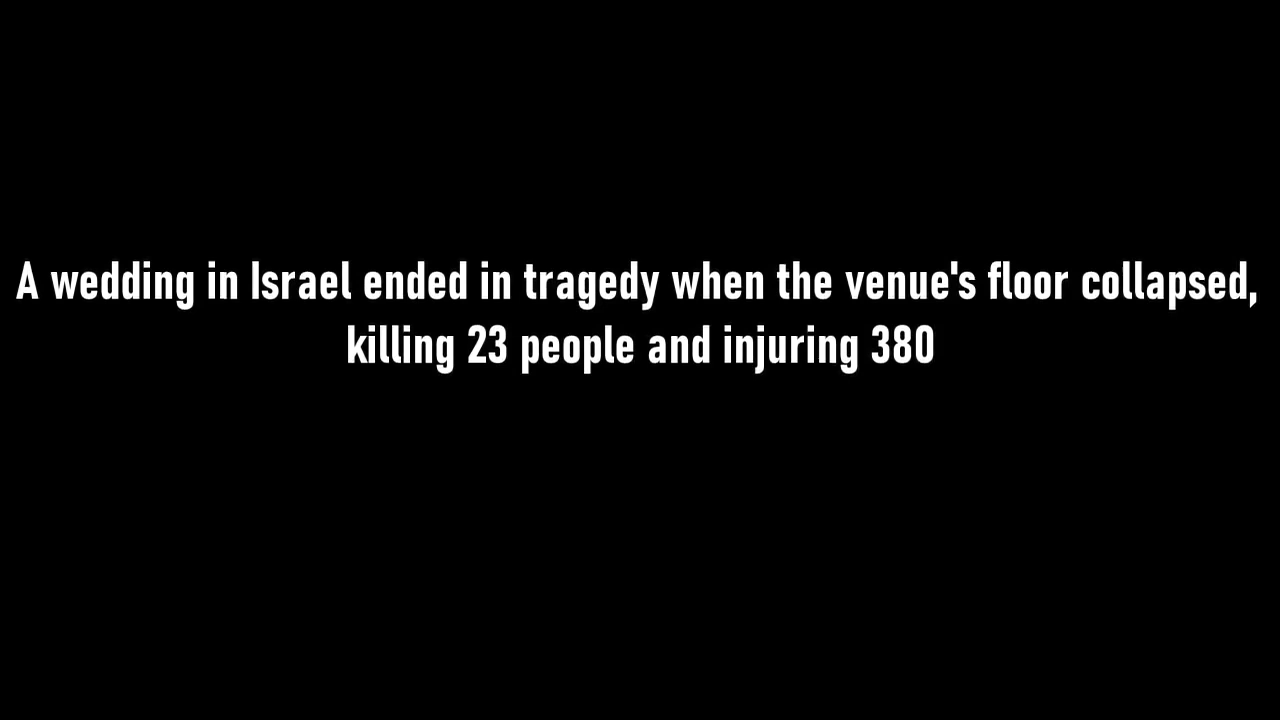 A wedding in Israel ended in tragedy when the venue's floor collapsed,
killing 23 people and injuring 380